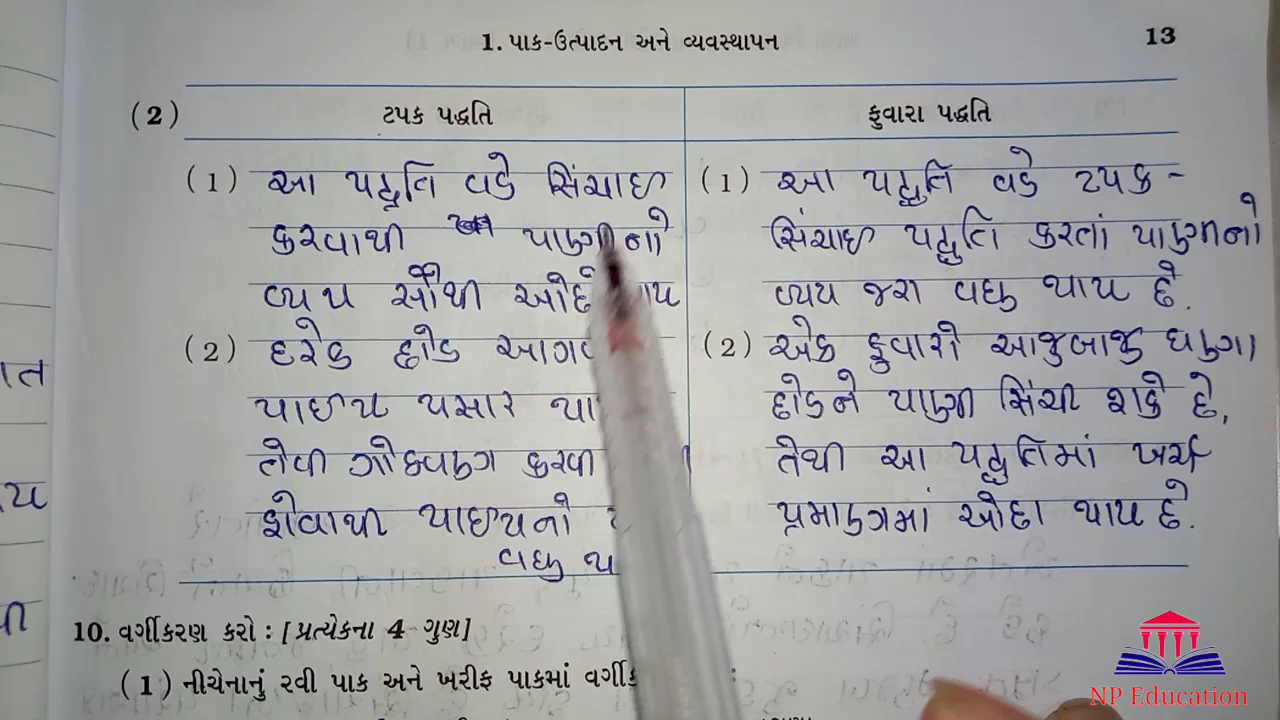 1. પાક-ઉત્પાદન અને વ્યવસ્થાપન 13
(2) ટપક પદ્ધતિ
(1) આ પદ્ધતિ વડે સિંચાઇ
કરવાથી પાણીનો
વ્યય સૌથી ઓછો
(2) દરેક છોડ
પાઇપ પસાર
તેવી ગોઠવણ કરવી
હોવાથી પાઇપનો
વધુ
ફુવારા પદ્ધતિ
(1) આ પદ્ધતિ વડે ટપક-
સિંચાઇ પદ્ધતિ કરતાં પાણીનો
વ્યય જરા વધુ થાય છે.
(2) એક ફુવારો આજુબાજુ ઘણા
છોડને પાણી સિંચી શકે છે,
તેથી આ પદ્ધતિમાં ખર્ચ
પ્રમાણમાં ઓછો થાય છે.
10. વર્ગીકરણ કરો : [પ્રત્યેકના 4 ગુણ]
(1) નીચેનાનું રવી પાક અને ખરીફ પાકમાં :
NP Education